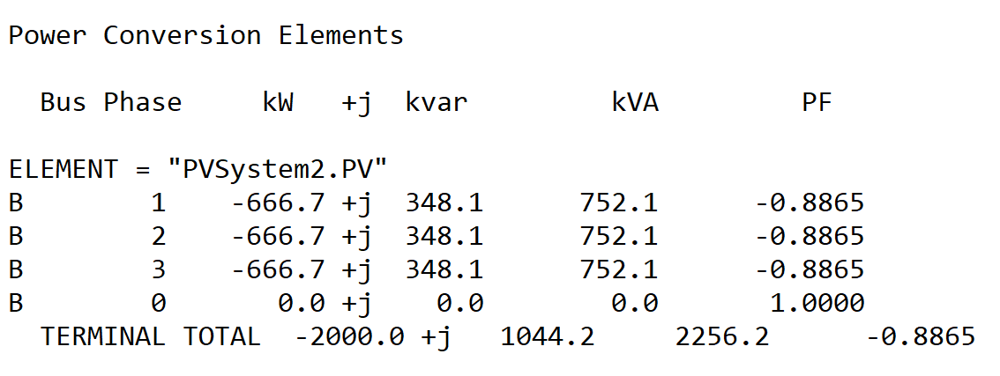 Power Conversion Elements
Bus Phase kW +j kvar kVA PF
ELEMENT = "PVSystem2.PV"
B 1 -666.7 +j 348.1 752.1 -0.8865
B 2 -666.7 +j 348.1 752.1 -0.8865
B 3 -666.7 +j 348.1 752.1 -0.8865
B 0 0.0 +j 0.0 0.0 1.0000
TERMINAL TOTAL -2000.0 +j 1044.2 2256.2 -0.8865